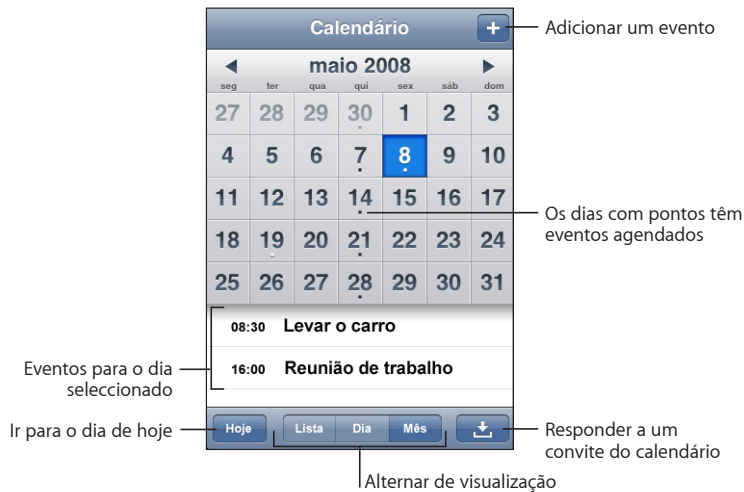 Calendário
+
Adicionar um evento
maio 2008
seg ter qua qui sex sáb dom
27 28 29 30 1 2 3
4 5 6 7 8 9 10
11 12 13 14 15 16 17
Os dias com pontos têm
eventos agendados
18 19 20 21 22 23 24
25 26 27 28 29 30 31
08:30 Levar o carro
16:00 Reunião de trabalho
Eventos para o dia
seleccionado
Ir para o dia de hoje
Hoje Lista Dia Mês
Responder a um
convite do calendário
Alternar de visualização